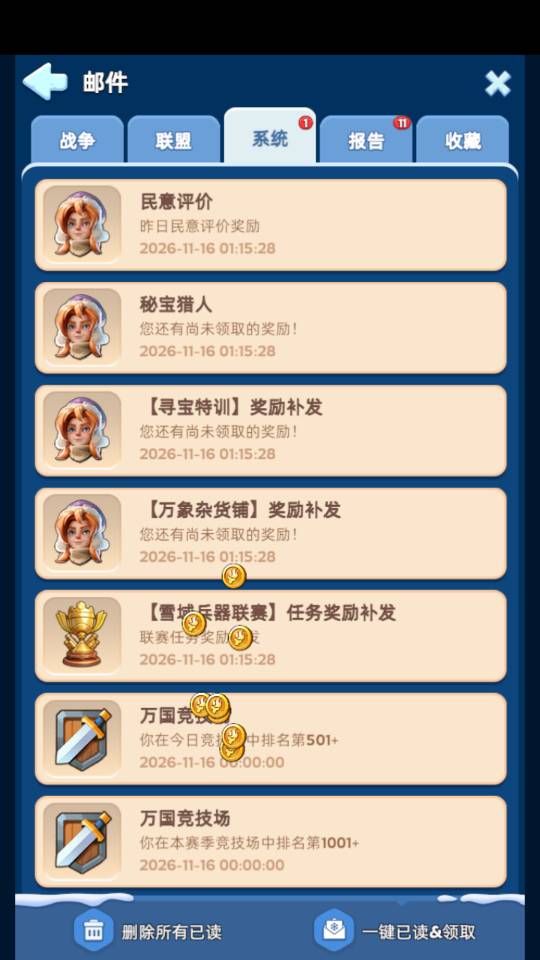 邮件
战争
联盟
系统
1
报告
11
收藏
民意评价
昨日民意评价奖励
2026-11-16 01:15:28
秘宝猎人
您还有尚未领取的奖励！
2026-11-16 01:15:28
【寻宝特训】奖励补发
您还有尚未领取的奖励！
2026-11-16 01:15:28
【万象杂货铺】奖励补发
您还有尚未领取的奖励！
2026-11-16 01:15:28
【雪域兵器联赛】任务奖励补发
联赛任务奖励补发
2026-11-16 01:15:28
万国竞技场
你在今日竞技场中排名第501+
2026-11-16 00:00:00
万国竞技场
你在本赛季竞技场中排名第1001+
2026-11-16 00:00:00
删除所有已读
一键已读&领取